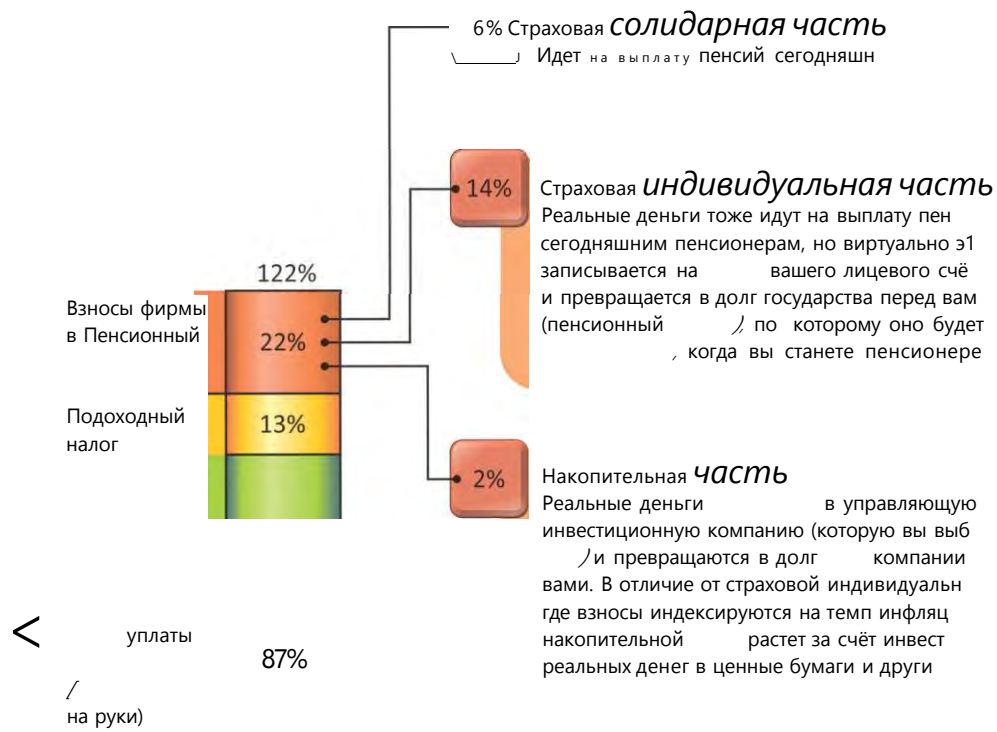 6% Страховая солидарная часть
Идет на выплату пенсий сегодняшн
14%
Страховая индивидуальная часть
Реальные деньги тоже идут на выплату пен
сегодняшним пенсионерам, но виртуально э1
записывается на вашего лицевого счё
и превращается в долг государства перед вам
(пенсионный ), по которому оно будет
, когда вы станете пенсионере
122%
Взносы фирмы
в Пенсионный
22%
Подоходный
налог
13%
2%
Накопительная часть
Реальные деньги в управляющую
инвестиционную компанию (которую вы выб
) и превращаются в долг компании
вами. В отличие от страховой индивидуальн
где взносы индексируются на темп инфляц
накопительной растет за счёт инвест
реальных денег в ценные бумаги и други
< уплаты
87%
на руки)